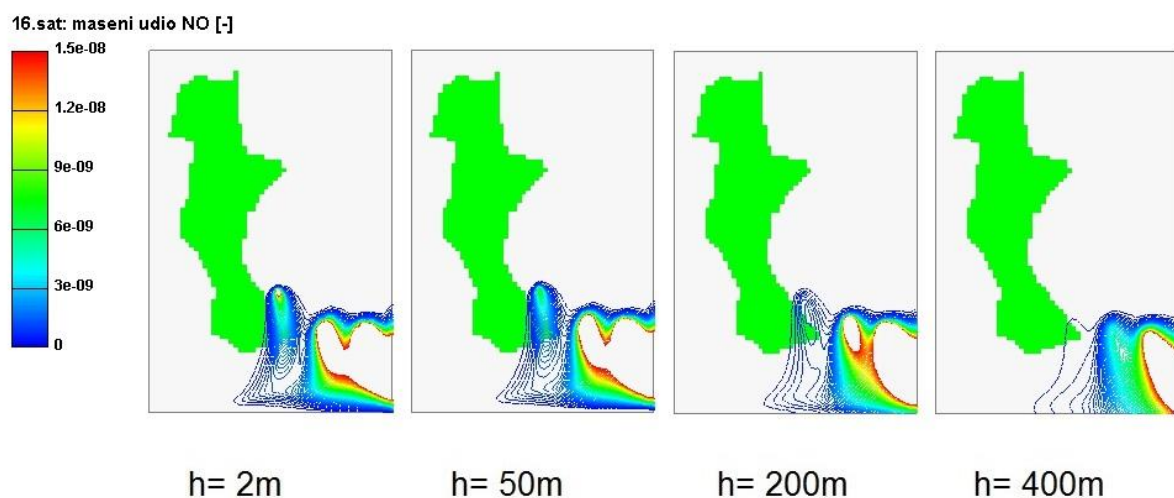 16.sat: maseni udio NO [-]
1.5e-08
1.2e-08
9e-09
6e-09
3e-09
0
h= 2m h= 50m h= 200m h= 400m